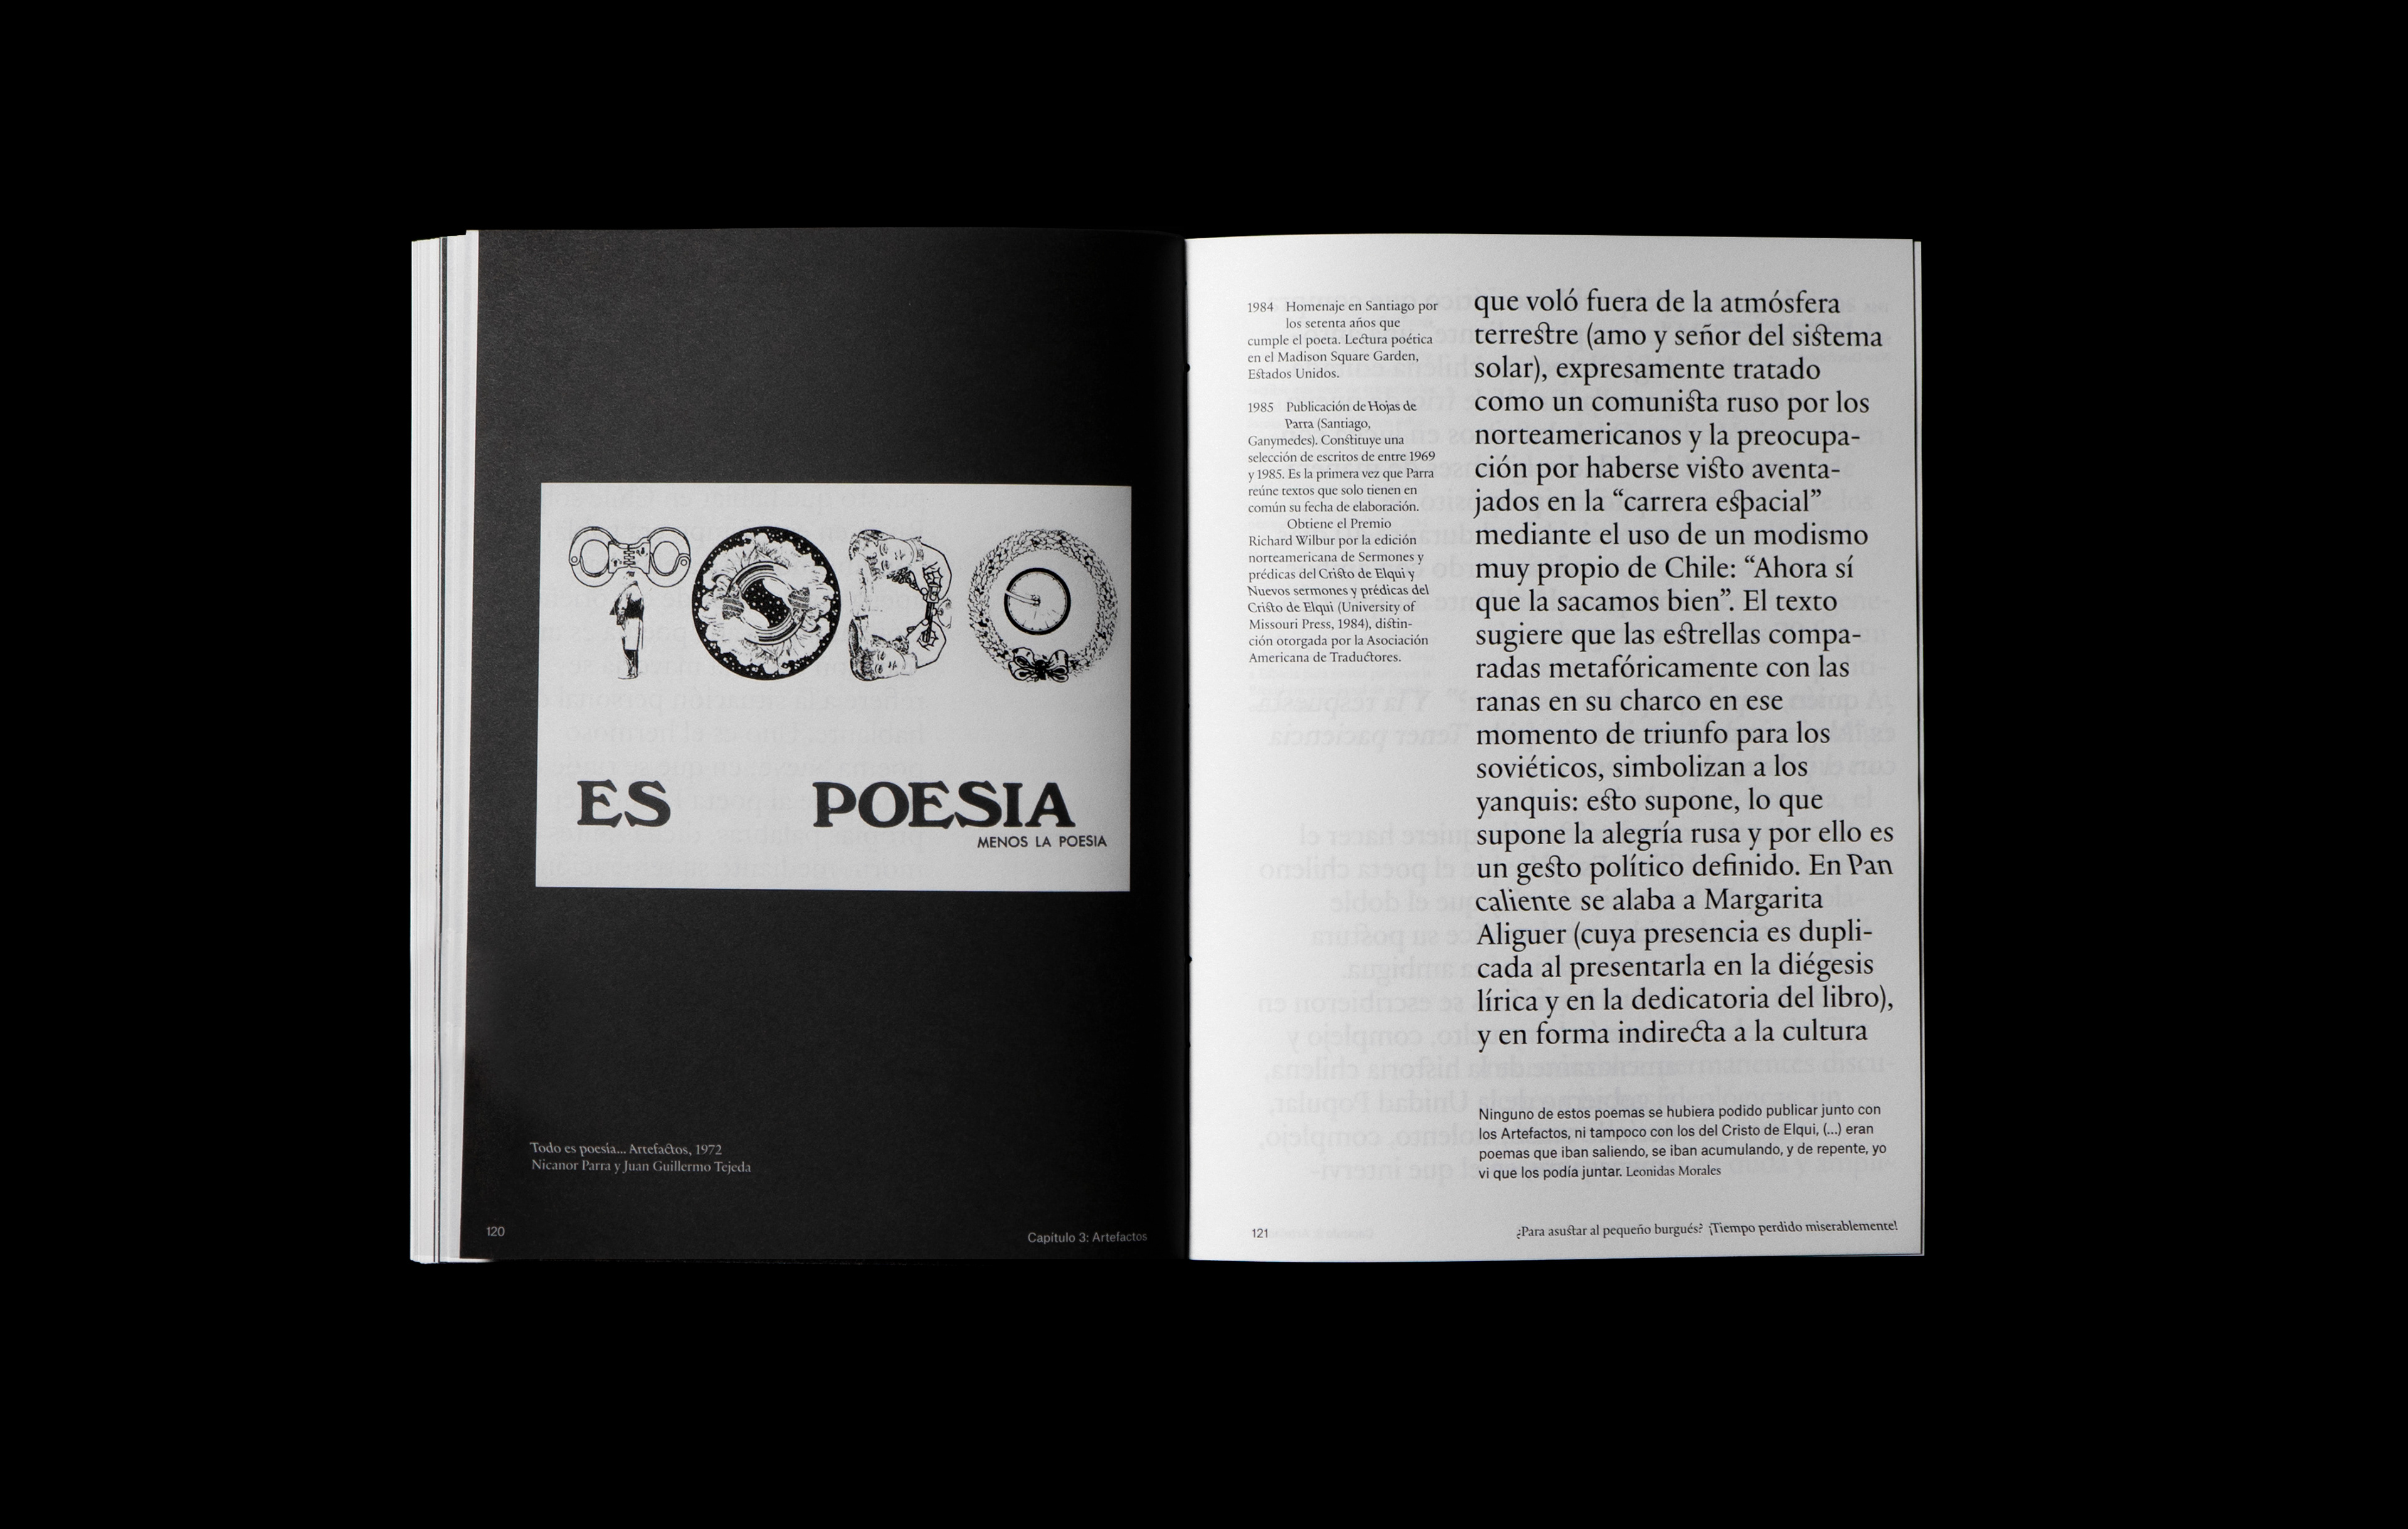 TODO
ES POESIA
MENOS LA POESIA
Todo es poesía... Artefactos, 1972
Nicanor Parra y Juan Guillermo Tejeda
120
Capítulo 3: Artefactos
1984 Homenaje en Santiago por
los setenta años que
cumple el poeta. Lectura poética
en el Madison Square Garden,
Estados Unidos.
1985 Publicación de Hojas de
Parra (Santiago,
Ganymedes). Constituye una
selección de escritos de entre 1969
y 1985. Es la primera vez que Parra
reúne textos que solo tienen en
común su fecha de elaboración.
Obtiene el Premio
Richard Wilbur por la edición
norteamericana de Sermones y
prédicas del Cristo de Elqui y
Nuevos sermones y prédicas del
Cristo de Elqui (University of
Missouri Press, 1984), distin-
ción otorgada por la Asociación
Americana de Traductores.
que voló fuera de la atmósfera
terrestre (amo y señor del sistema
solar), expresamente tratado
como un comunista ruso por los
norteamericanos y la preocupa-
ción por haberse visto aventa-
jados en la “carrera espacial”
mediante el uso de un modismo
muy propio de Chile: “Ahora sí
que la sacamos bien”. El texto
sugiere que las estrellas compa-
radas metafóricamente con las
ranas en su charco en ese
momento de triunfo para los
soviéticos, simbolizan a los
yanquis: esto supone, lo que
supone la alegría rusa y por ello es
un gesto político definido. En Pan
caliente se alaba a Margarita
Aliguer (cuya presencia es dupli-
cada al presentarla en la diégesis
lírica y en la dedicatoria del libro),
y en forma indirecta a la cultura
Ninguno de estos poemas se hubiera podido publicar junto con
los Artefactos, ni tampoco con los del Cristo de Elqui, (...) eran
poemas que iban saliendo, se iban acumulando, y de repente, yo
vi que los podía juntar. Leonidas Morales
121
¿Para asustar al pequeño burgués? ¡Tiempo perdido miserablemente!